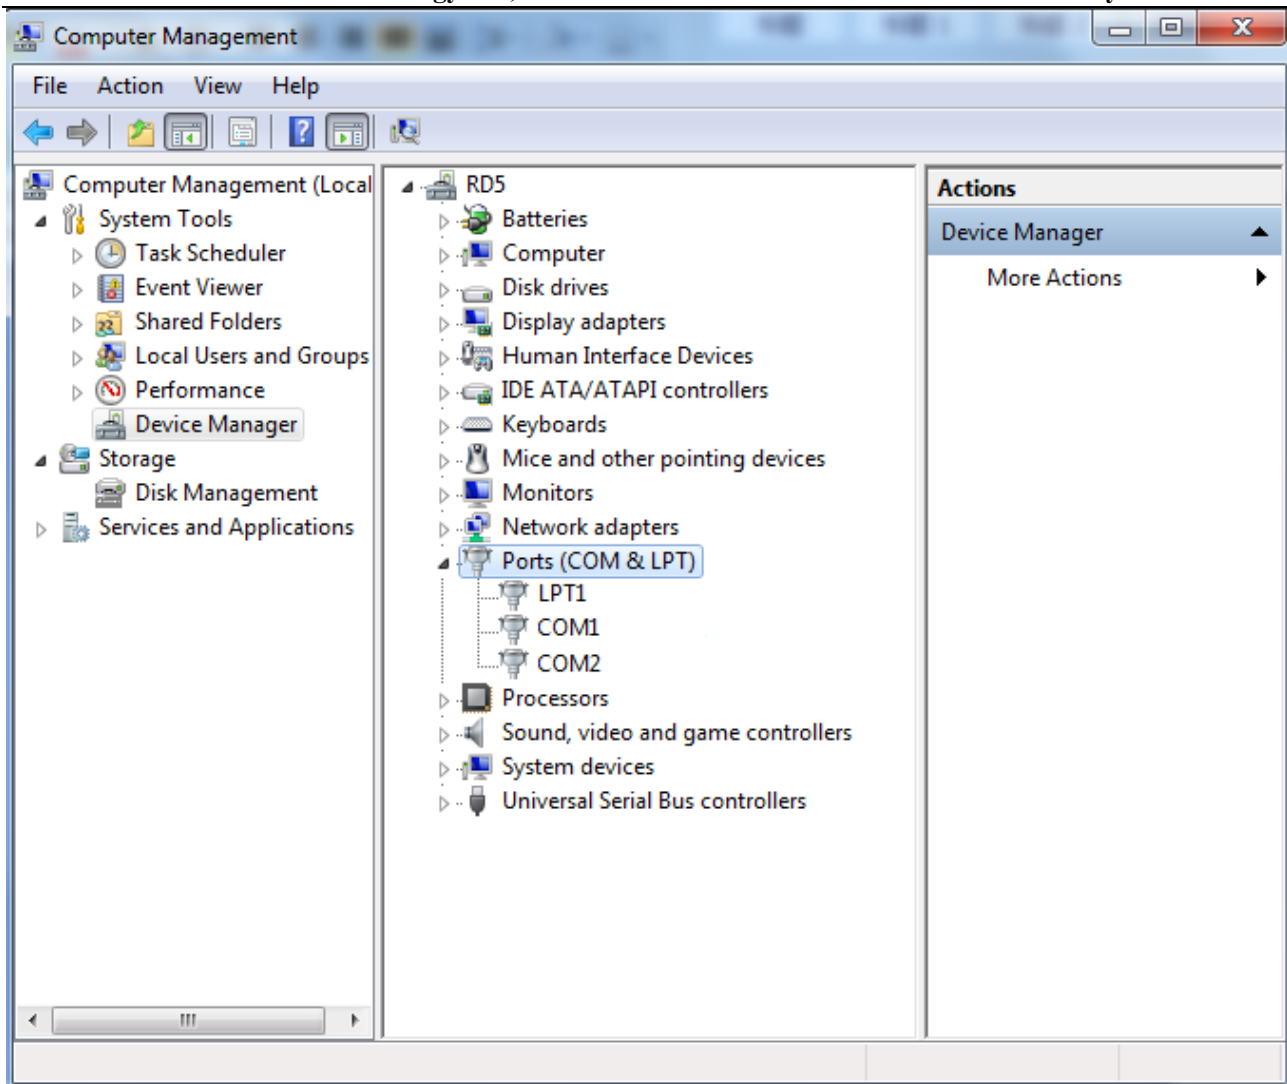 Computer Management
File Action View Help
Computer Management (Local
System Tools
Task Scheduler
Event Viewer
Shared Folders
Local Users and Groups
Performance
Device Manager
Storage
Disk Management
Services and Applications
RD5
Batteries
Computer
Disk drives
Display adapters
Human Interface Devices
IDE ATA/ATAPI controllers
Keyboards
Mice and other pointing devices
Monitors
Network adapters
Ports (COM & LPT)
LPT1
COM1
COM2
Processors
Sound, video and game controllers
System devices
Universal Serial Bus controllers
Actions
Device Manager
More Actions